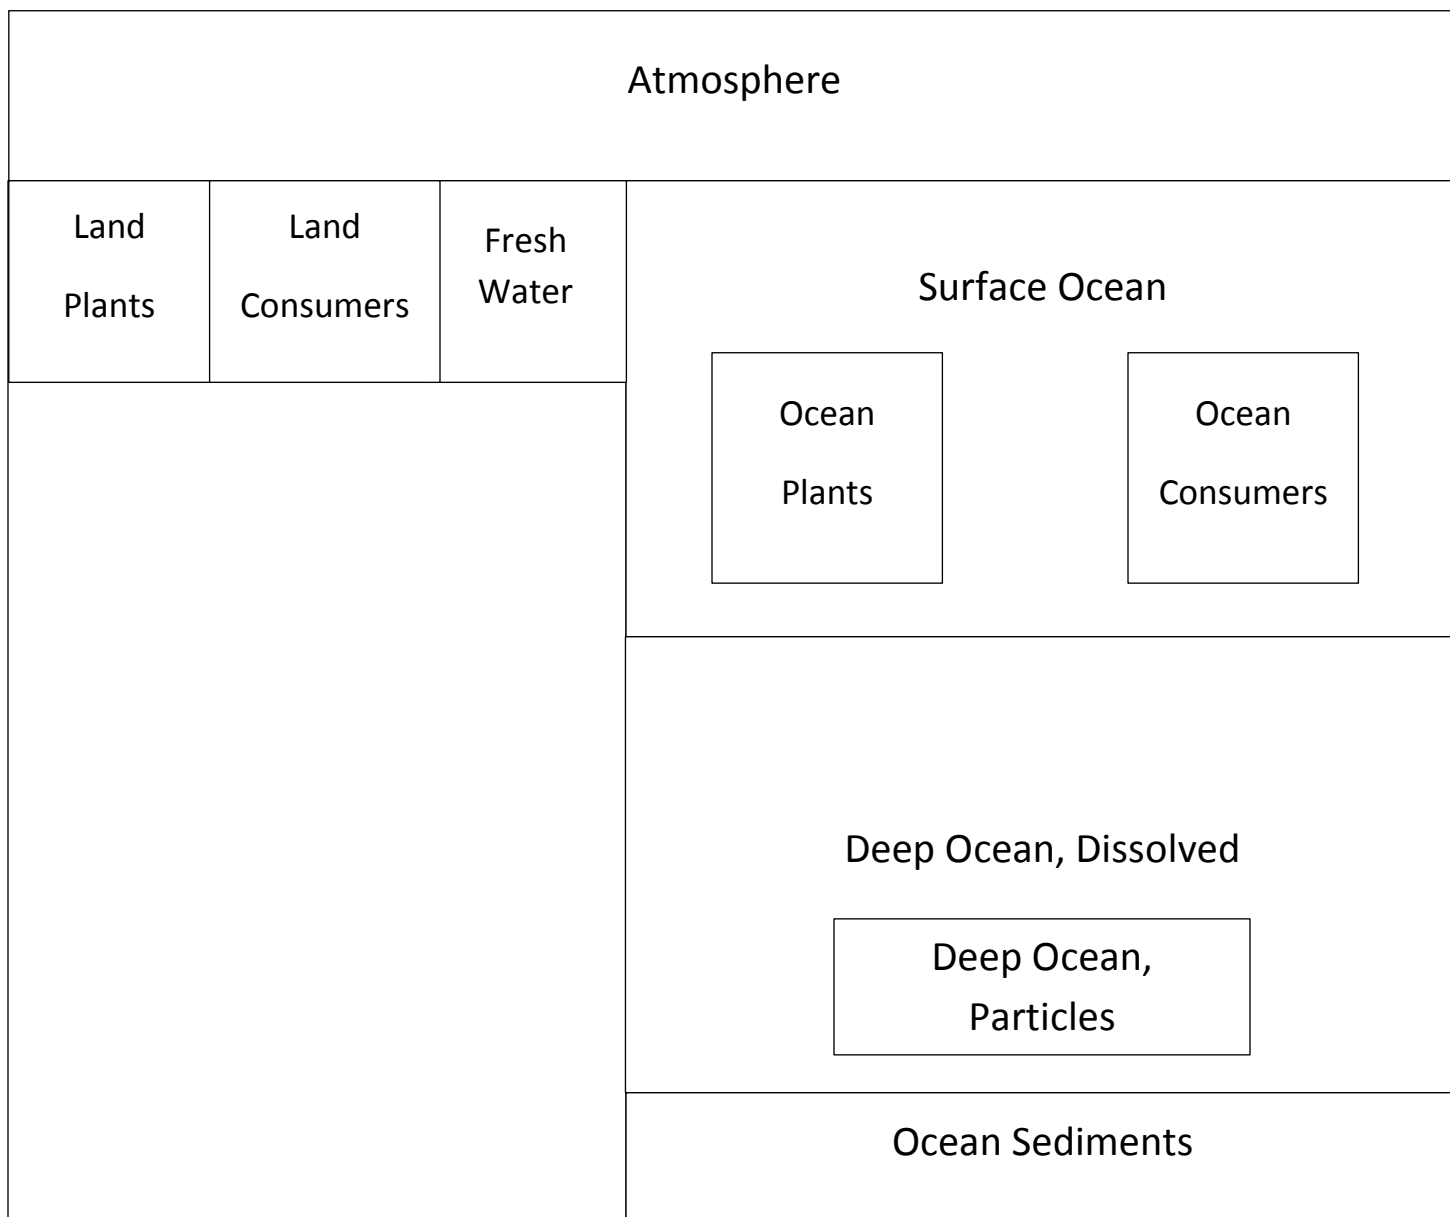 Atmosphere
Land
Plants
Land
Consumers
Fresh
Water
Surface Ocean
Ocean
Plants
Ocean
Consumers
Deep Ocean, Dissolved
Deep Ocean,
Particles
Ocean Sediments